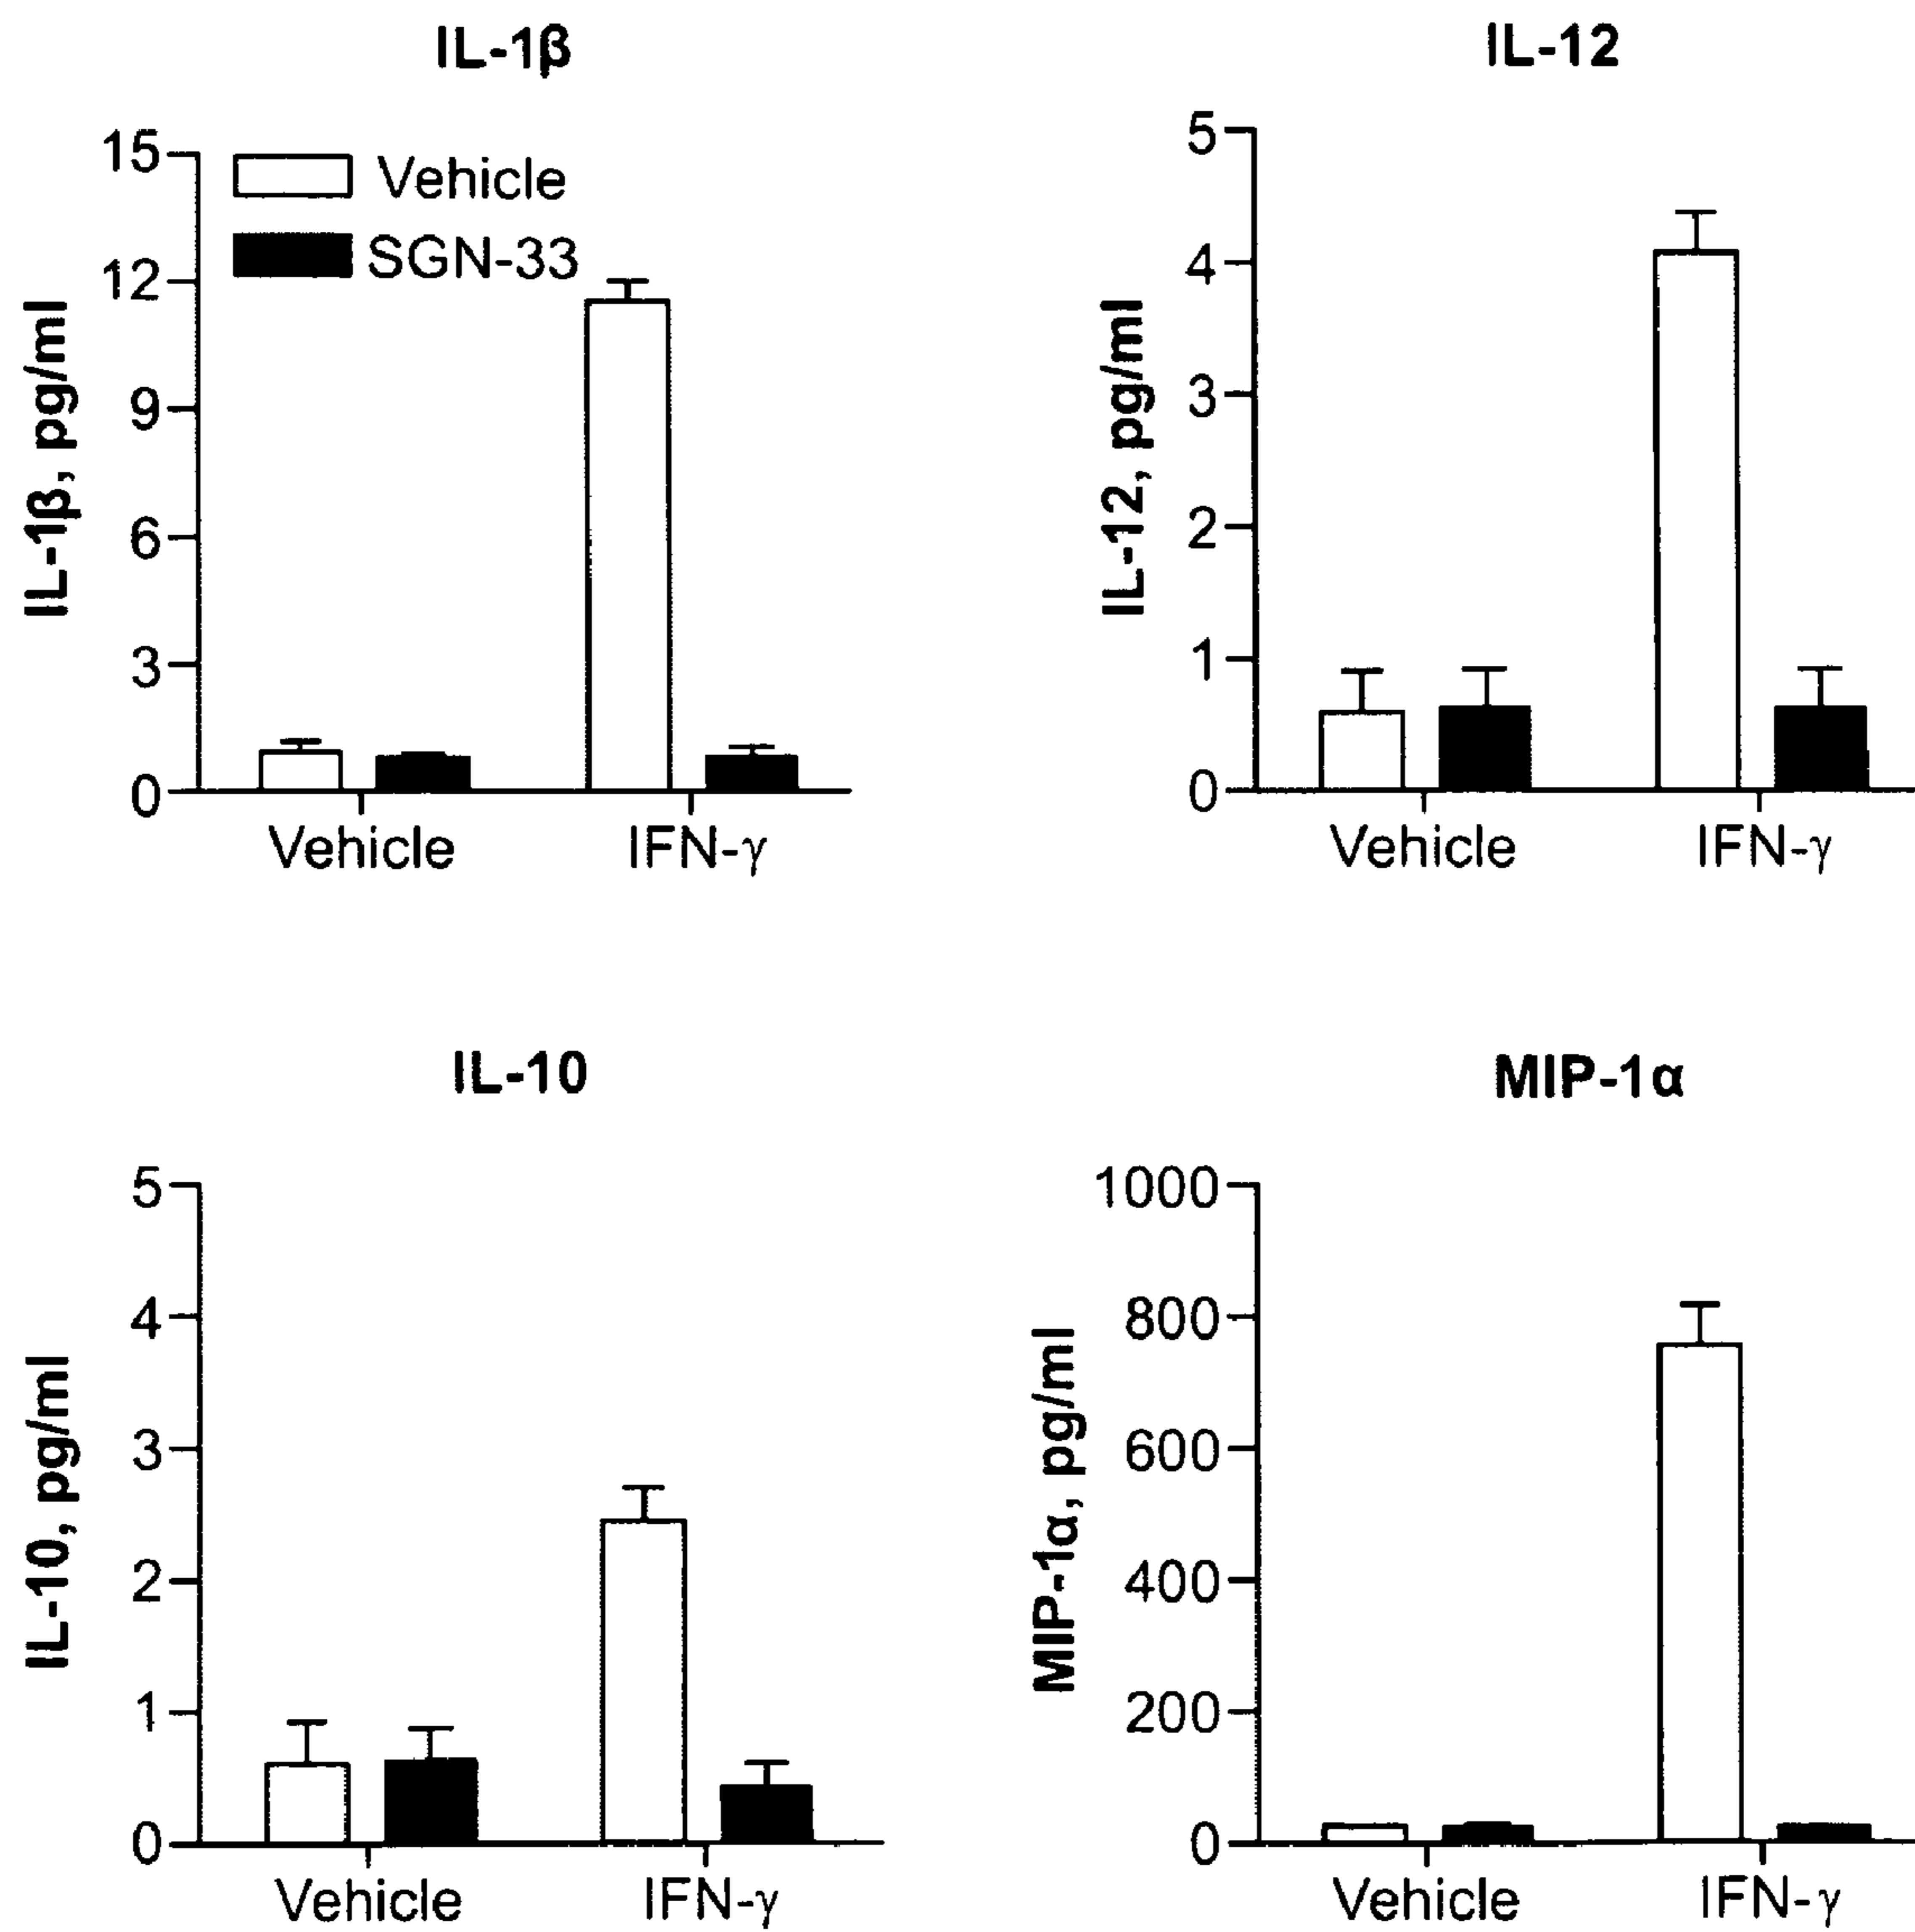 IL-1β
IL-1β, pg/ml
15
12
9
6
3
0
Vehicle
SGN-33
Vehicle
IFN-γ
IL-12
IL-12, pg/ml
5
4
3
2
1
0
Vehicle
IFN-γ
IL-10
IL-10, pg/ml
5
4
3
2
1
0
Vehicle
IFN-γ
MIP-1α
MIP-1α, pg/ml
1000
800
600
400
200
0
Vehicle
IFN-γ